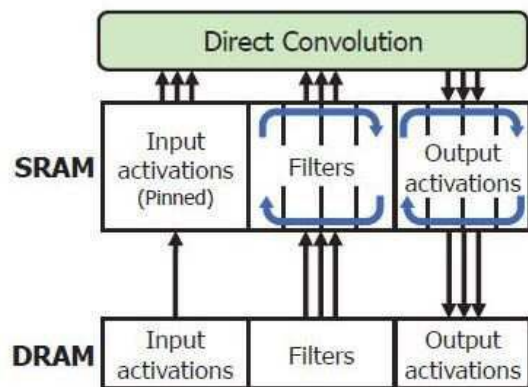 Direct Convolution
SRAM
Input
activations
(Pinned)
Filters
Output
activations
DRAM
Input
activations
Filters
Output
activations